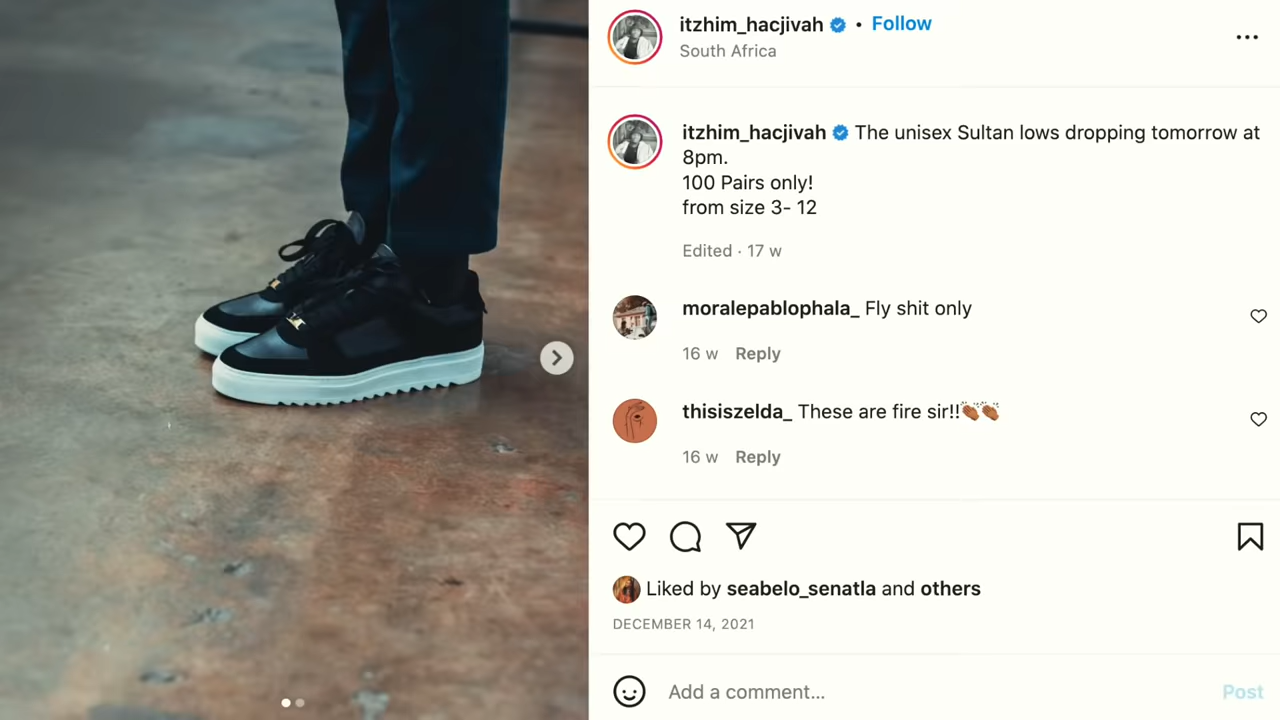 itzhim_hacjivah • Follow
South Africa
itzhim_hacjivah The unisex Sultan lows dropping tomorrow at
8pm.
100 Pairs only!
from size 3- 12
Edited · 17 w
moralepablophala_ Fly shit only
16 w Reply
thisiszelda_ These are fire sir!!👏🏾👏🏾
16 w Reply
Liked by seabelo_senatla and others
DECEMBER 14, 2021
Add a comment...
Post